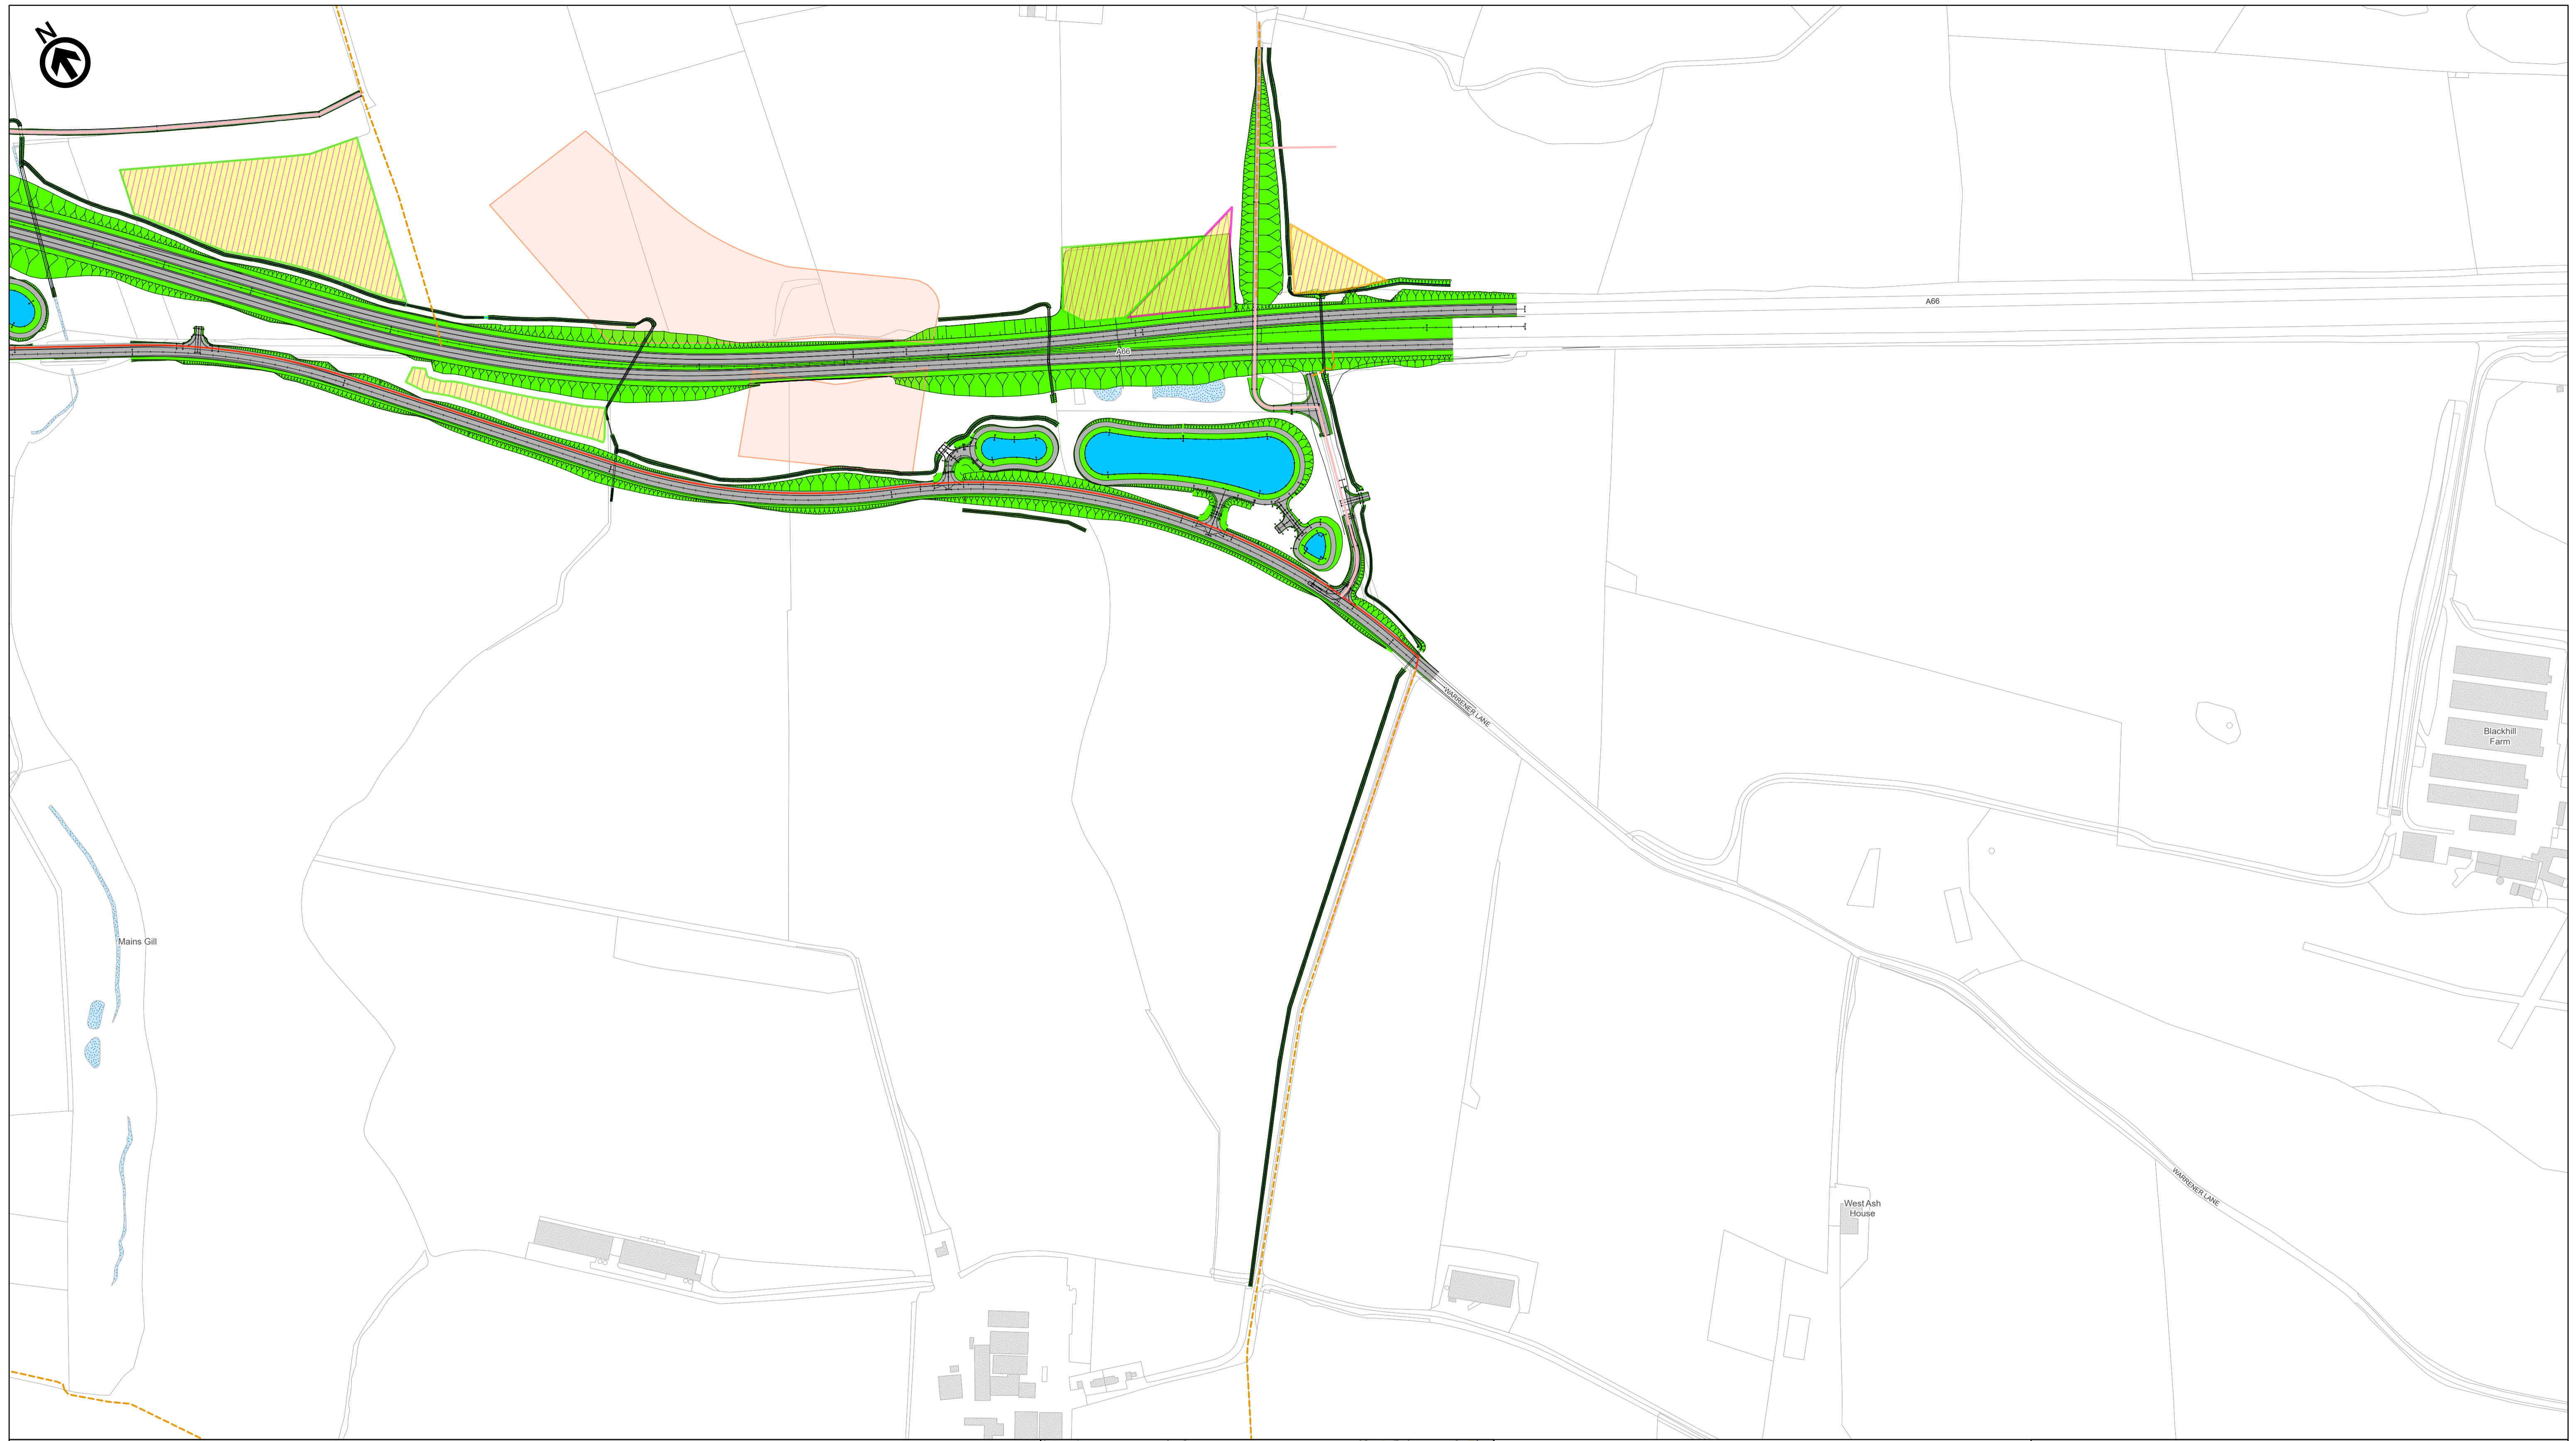 N
A66
A66
WARRENER LANE
Blackhill
Farm
Mains Gill
West Ash
House
WARRENER LANE